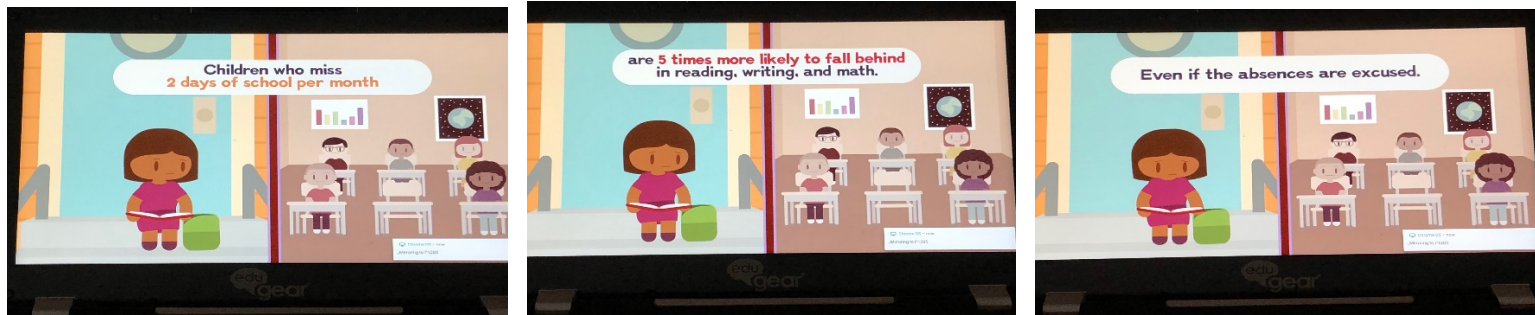 Children who miss
2 days of school per month
edu
gear
are 5 times more likely to fall behind
in reading, writing, and math.
edu
gear
Even if the absences are excused.
edu
gear